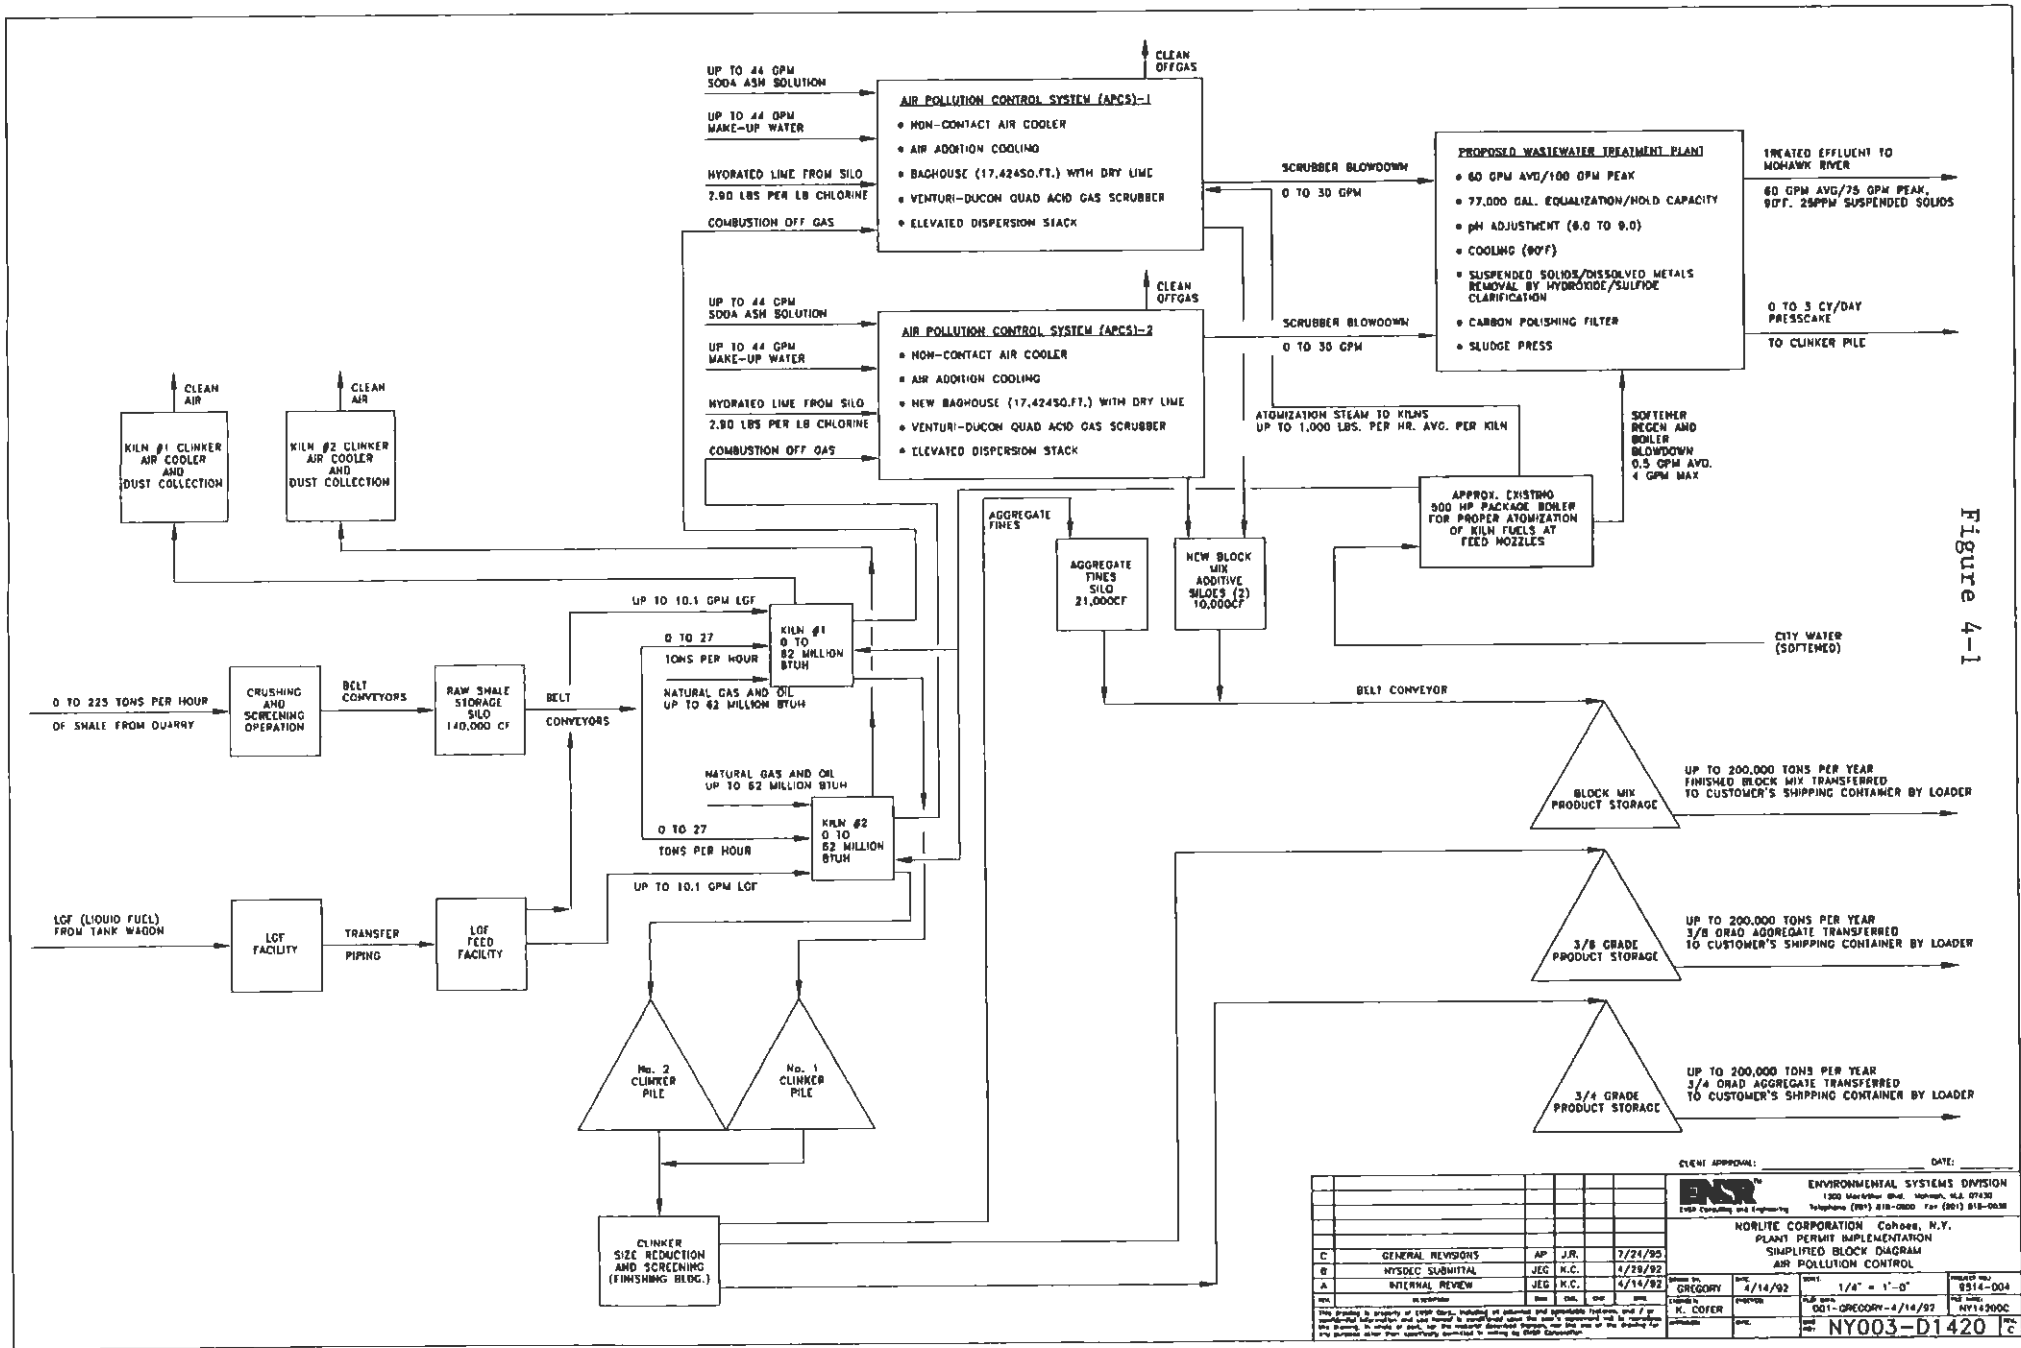 CLEAN
OFFGAS
UP TO 44 GPM
SODA ASH SOLUTION
UP TO 44 GPM
MAKE-UP WATER
HYDRATED LIME FROM SILO
2.90 LBS PER LB CHLORINE
COMBUSTION OFF GAS
AIR POLLUTION CONTROL SYSTEM (APCS)-1
• NON-CONTACT AIR COOLER
• AIR ADDITION COOLING
• BAGHOUSE (17,424SQ.FT.) WITH DRY LIME
• VENTURI-DUCON QUAD ACID GAS SCRUBBER
• ELEVATED DISPERSION STACK
SCRUBBER BLOWDOWN
0 TO 30 GPM
PROPOSED WASTEWATER TREATMENT PLANT
• 60 GPM AVG/100 GPM PEAK
• 77,000 GAL. EQUALIZATION/HOLD CAPACITY
• pH ADJUSTMENT (6.0 TO 9.0)
• COOLING (90°F)
• SUSPENDED SOLIDS/DISSOLVED METALS
REMOVAL BY HYDROXIDE/SULFIDE
CLARIFICATION
• CARBON POLISHING FILTER
• SLUDGE PRESS
TREATED EFFLUENT TO
MOHAWK RIVER
60 GPM AVG/75 GPM PEAK,
90°F. 25PPM SUSPENDED SOLIDS
0 TO 3 CY/DAY
PRESSCAKE
TO CLINKER PILE
CLEAN
OFFGAS
UP TO 44 GPM
SODA ASH SOLUTION
UP TO 44 GPM
MAKE-UP WATER
HYDRATED LIME FROM SILO
2.90 LBS PER LB CHLORINE
COMBUSTION OFF GAS
AIR POLLUTION CONTROL SYSTEM (APCS)-2
• NON-CONTACT AIR COOLER
• AIR ADDITION COOLING
• NEW BAGHOUSE (17,424SQ.FT.) WITH DRY LIME
• VENTURI-DUCON QUAD ACID GAS SCRUBBER
• ELEVATED DISPERSION STACK
SCRUBBER BLOWDOWN
0 TO 30 GPM
ATOMIZATION STEAM TO KILNS
UP TO 1,000 LBS. PER HR. AVG. PER KILN
SOFTENER
REGEN AND
BOILER
BLOWDOWN
0.5 GPM AVG.
4 GPM MAX
APPROX. EXISTING
500 HP PACKAGE BOILER
FOR PROPER ATOMIZATION
OF KILN FUELS AT
FEED NOZZLES
CITY WATER
(SOFTENED)
Figure 4-1
CLEAN
AIR
CLEAN
AIR
KILN #1 CLINKER
AIR COOLER
AND
DUST COLLECTION
KILN #2 CLINKER
AIR COOLER
AND
DUST COLLECTION
AGGREGATE
FINES
AGGREGATE
FINES
SILO
21,000CF
NEW BLOCK
MIX
ADDITIVE
SILOES (2)
10,000CF
BELT CONVEYOR
UP TO 10.1 GPM LGF
0 TO 27
TONS PER HOUR
NATURAL GAS AND OIL
UP TO 62 MILLION BTUH
KILN #1
0 TO
62 MILLION
BTUH
0 TO 225 TONS PER HOUR
OF SHALE FROM QUARRY
CRUSHING
AND
SCREENING
OPERATION
BELT
CONVEYORS
RAW SHALE
STORAGE
SILO
140,000 CF
BELT
CONVEYORS
NATURAL GAS AND OIL
UP TO 62 MILLION BTUH
0 TO 27
TONS PER HOUR
KILN #2
0 TO
62 MILLION
BTUH
UP TO 10.1 GPM LGF
LGF (LIQUID FUEL)
FROM TANK WAGON
LGF
FACILITY
TRANSFER
PIPING
LGF
FEED
FACILITY
No. 2
CLINKER
PILE
No. 1
CLINKER
PILE
CLINKER
SIZE REDUCTION
AND SCREENING
(FINISHING BLDG.)
BLOCK MIX
PRODUCT STORAGE
UP TO 200,000 TONS PER YEAR
FINISHED BLOCK MIX TRANSFERRED
TO CUSTOMER'S SHIPPING CONTAINER BY LOADER
3/8 GRADE
PRODUCT STORAGE
UP TO 200,000 TONS PER YEAR
3/8 GRAD AGGREGATE TRANSFERRED
TO CUSTOMER'S SHIPPING CONTAINER BY LOADER
3/4 GRADE
PRODUCT STORAGE
UP TO 200,000 TONS PER YEAR
3/4 GRAD AGGREGATE TRANSFERRED
TO CUSTOMER'S SHIPPING CONTAINER BY LOADER
CLIENT APPROVAL: DATE:
ENSR
ENSR Consulting and Engineering
ENVIRONMENTAL SYSTEMS DIVISION
NORLITE CORPORATION Cohoes, N.Y.
PLANT PERMIT IMPLEMENTATION
SIMPLIFIED BLOCK DIAGRAM
AIR POLLUTION CONTROL
C GENERAL REVISIONS AP J.R. 7/24/95
B NYSDEC SUBMITTAL JEG K.C. 4/29/92
A INTERNAL REVIEW JEG K.C. 4/14/92
GREGORY 4/14/92 1/4" = 1'-0" 9514-004
K. COFER 001-GREGORY-4/14/92 NY14200C
NY003-D1420 C